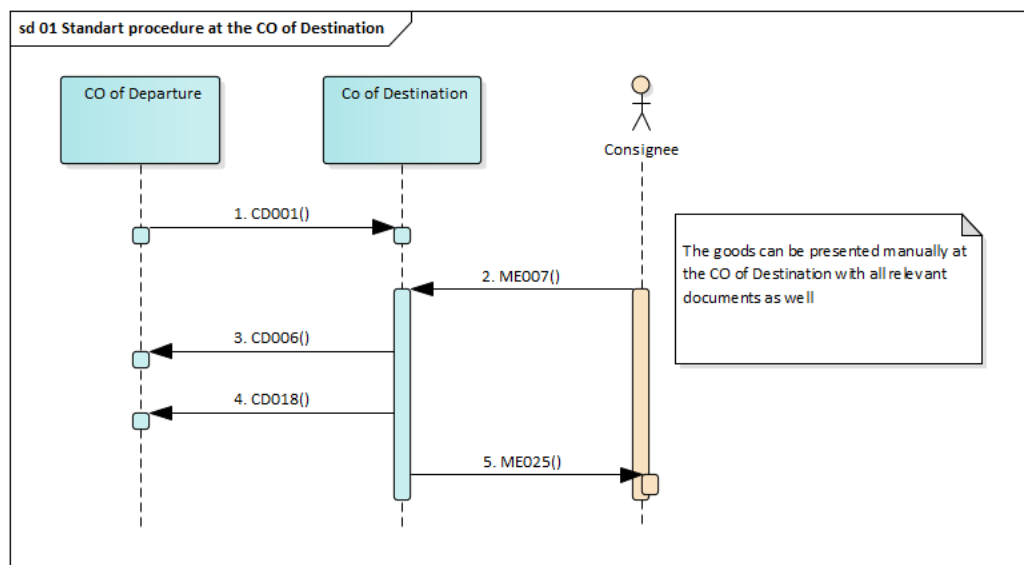 sd 01 Standart procedure at the CO of Destination
CO of Departure
Co of Destination
Consignee
1. CD001()
The goods can be presented manually at
the CO of Destination with all relevant
documents as well
2. ME007()
3. CD006()
4. CD018()
5. ME025()